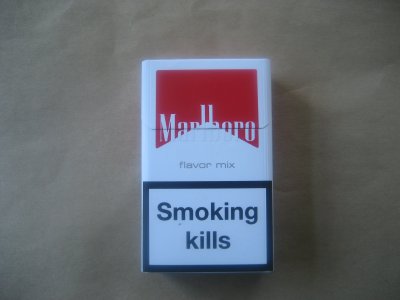 Marlboro
flavor mix
Smoking
kills